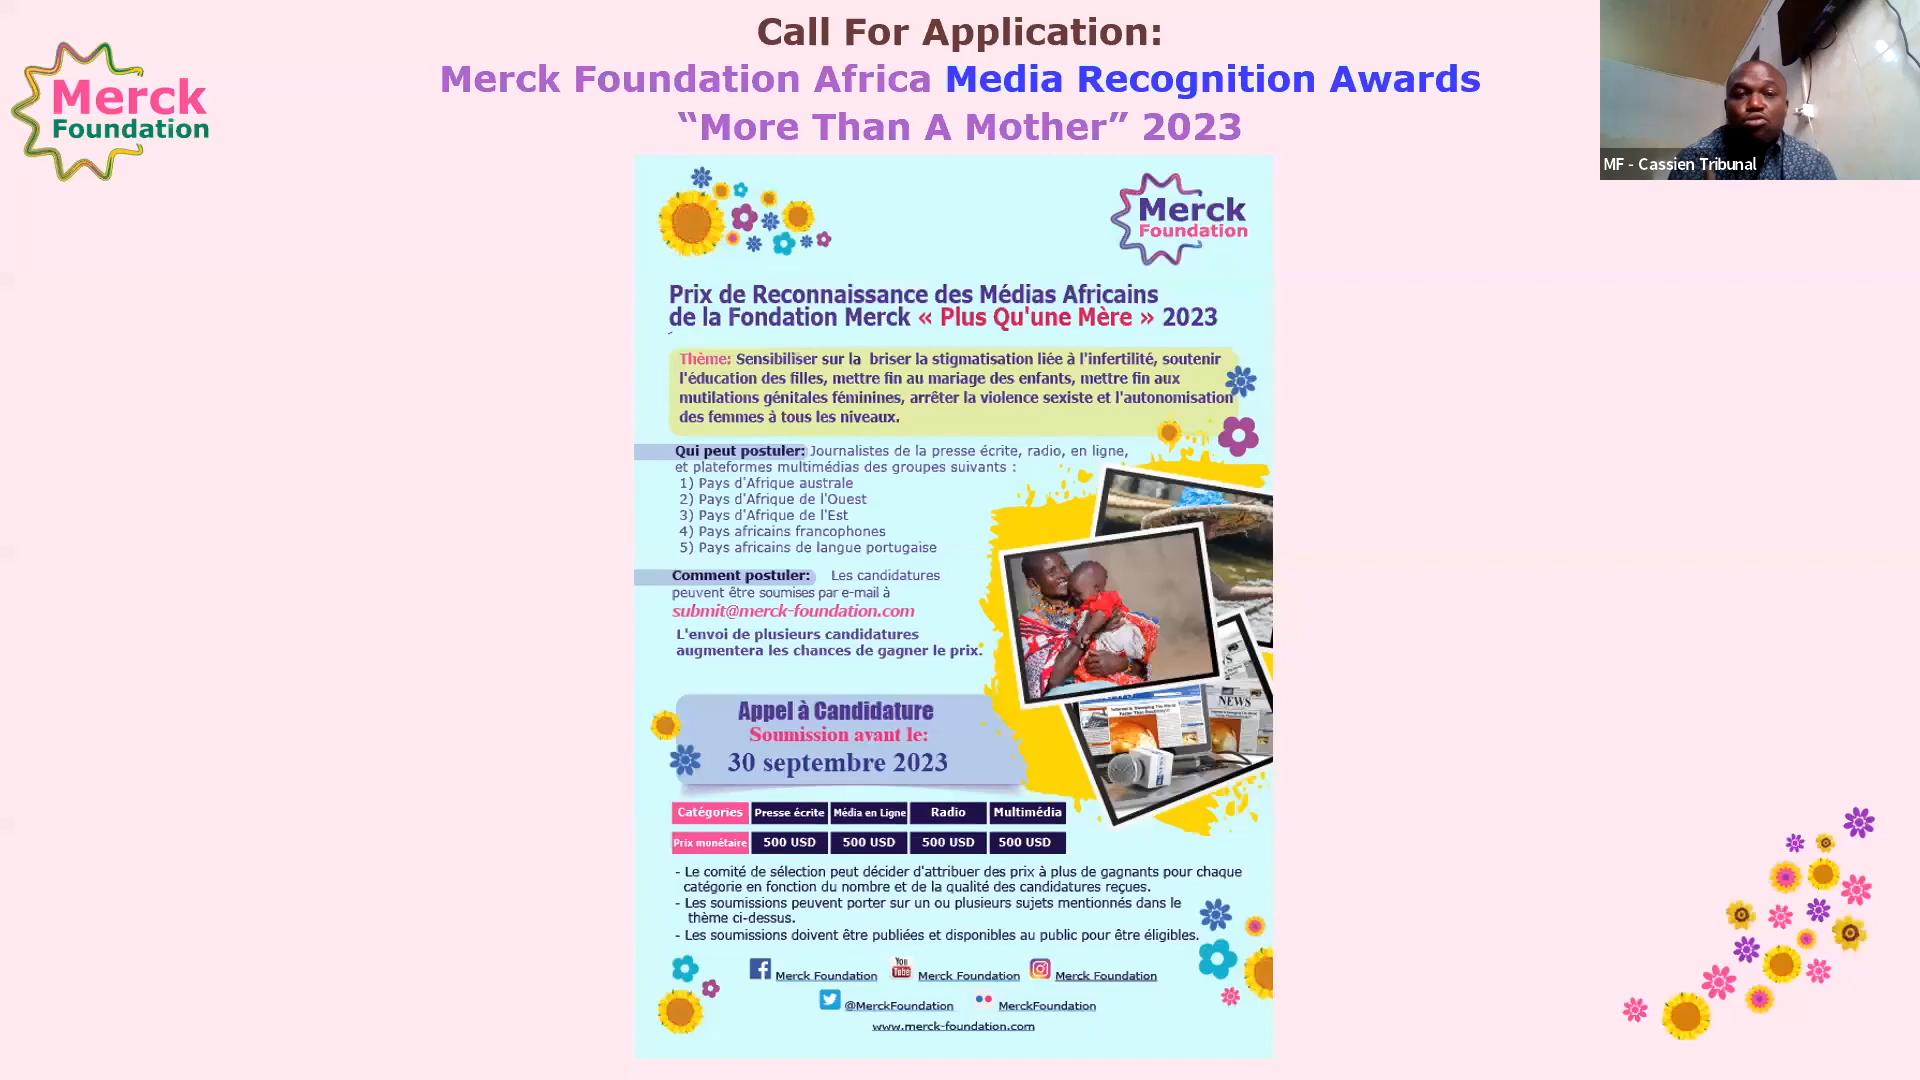 Call For Application:
Merck Foundation Africa Media Recognition Awards
“More Than A Mother” 2023
Merck
Foundation
MF - Cassien Tribunal
Merck
Foundation
Prix de Reconnaissance des Médias Africains
de la Fondation Merck « Plus Qu'une Mère » 2023
Thème: Sensibiliser sur la briser la stigmatisation liée à l'infertilité, soutenir
l'éducation des filles, mettre fin au mariage des enfants, mettre fin aux
mutilations génitales féminines, arrêter la violence sexiste et l'autonomisation
des femmes à tous les niveaux.
Qui peut postuler: Journalistes de la presse écrite, radio, en ligne,
et plateformes multimédias des groupes suivants :
1) Pays d'Afrique australe
2) Pays d'Afrique de l'Ouest
3) Pays d'Afrique de l'Est
4) Pays africains francophones
5) Pays africains de langue portugaise
Comment postuler: Les candidatures
peuvent être soumises par e-mail à
submit@merck-foundation.com
L'envoi de plusieurs candidatures
augmentera les chances de gagner le prix.
NEWS
Appel à Candidature
Soumission avant le:
30 septembre 2023
Catégories Presse écrite Média en Ligne Radio Multimédia
Prix monétaire 500 USD 500 USD 500 USD 500 USD
- Le comité de sélection peut décider d'attribuer des prix à plus de gagnants pour chaque
catégorie en fonction du nombre et de la qualité des candidatures reçues.
- Les soumissions peuvent porter sur un ou plusieurs sujets mentionnés dans le
thème ci-dessus.
- Les soumissions doivent être publiées et disponibles au public pour être éligibles.
Merck Foundation You Tube Merck Foundation Merck Foundation
@MerckFoundation MerckFoundation
www.merck-foundation.com